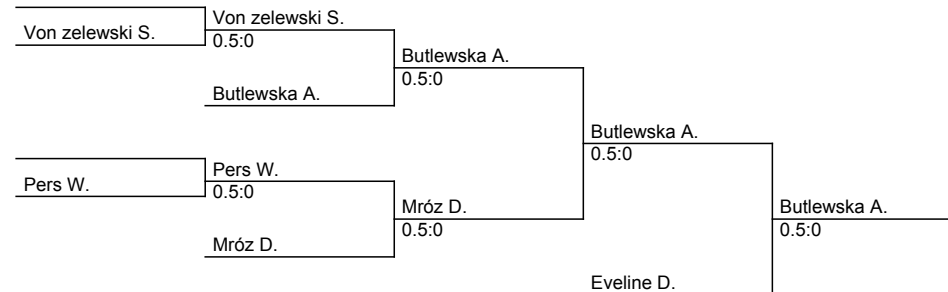 Von zelewski S.
Von zelewski S.
0.5:0
Butlewska A.
0.5:0
Butlewska A.
Butlewska A.
0.5:0
Pers W.
Pers W.
0.5:0
Mróz D.
0.5:0
Mróz D.
Butlewska A.
0.5:0
Eveline D.